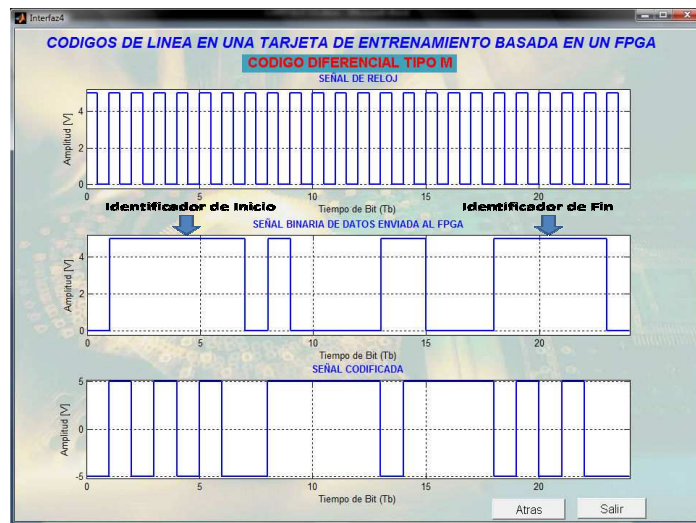 Interfaz4
CODIGOS DE LINEA EN UNA TARJETA DE ENTRENAMIENTO BASADA EN UN FPGA
CODIGO DIFERENCIAL TIPO M
SEÑAL DE RELOJ
Amplitud [V]
4
2
0
0 5 10 15 20
Tiempo de Bit (Tb)
Identificador de Inicio
Identificador de Fin
SEÑAL BINARIA DE DATOS ENVIADA AL FPGA
Amplitud [V]
4
2
0
0 5 10 15 20
Tiempo de Bit (Tb)
SEÑAL CODIFICADA
Amplitud [V]
5
0
-5
0 5 10 15 20
Tiempo de Bit (Tb)
Atras
Salir